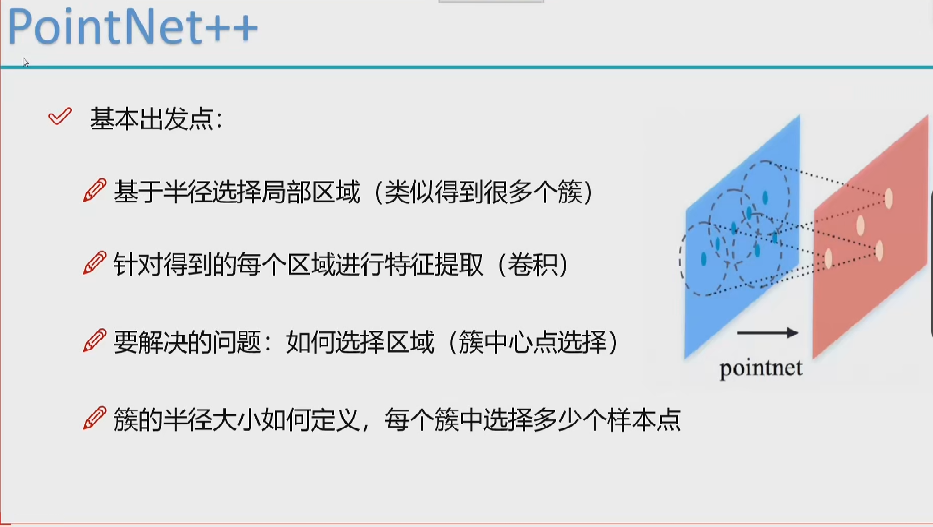 PointNet++
基本出发点：
基于半径选择局部区域（类似得到很多个簇）
针对得到的每个区域进行特征提取（卷积）
要解决的问题：如何选择区域（簇中心点选择）
簇的半径大小如何定义，每个簇中选择多少个样本点
pointnet